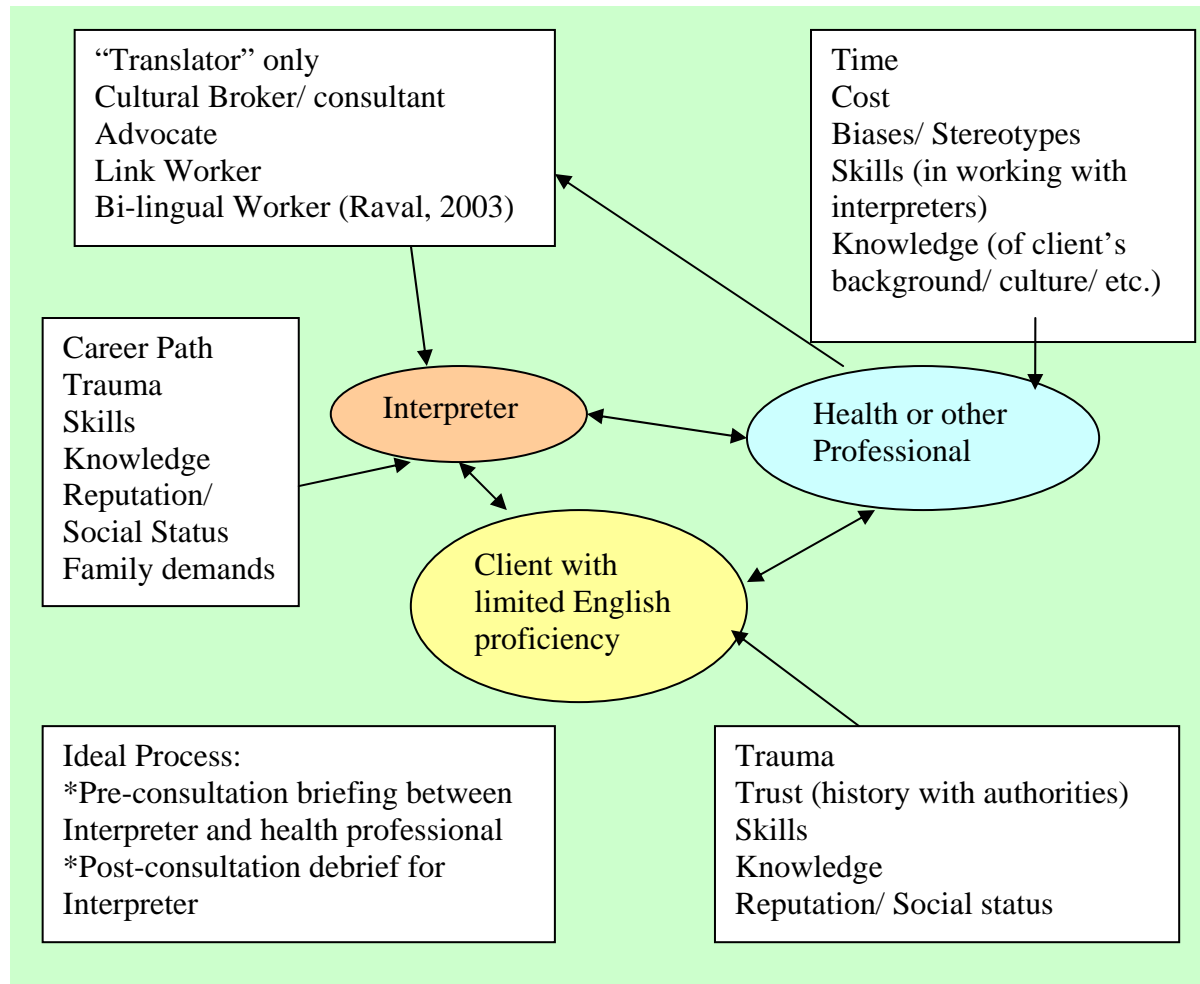 “Translator” only
Cultural Broker/ consultant
Advocate
Link Worker
Bi-lingual Worker (Raval, 2003)
Time
Cost
Biases/ Stereotypes
Skills (in working with
interpreters)
Knowledge (of client’s
background/ culture/ etc.)
Career Path
Trauma
Skills
Knowledge
Reputation/
Social Status
Family demands
Interpreter
Health or other
Professional
Client with
limited English
proficiency
Ideal Process:
*Pre-consultation briefing between
Interpreter and health professional
*Post-consultation debrief for
Interpreter
Trauma
Trust (history with authorities)
Skills
Knowledge
Reputation/ Social status